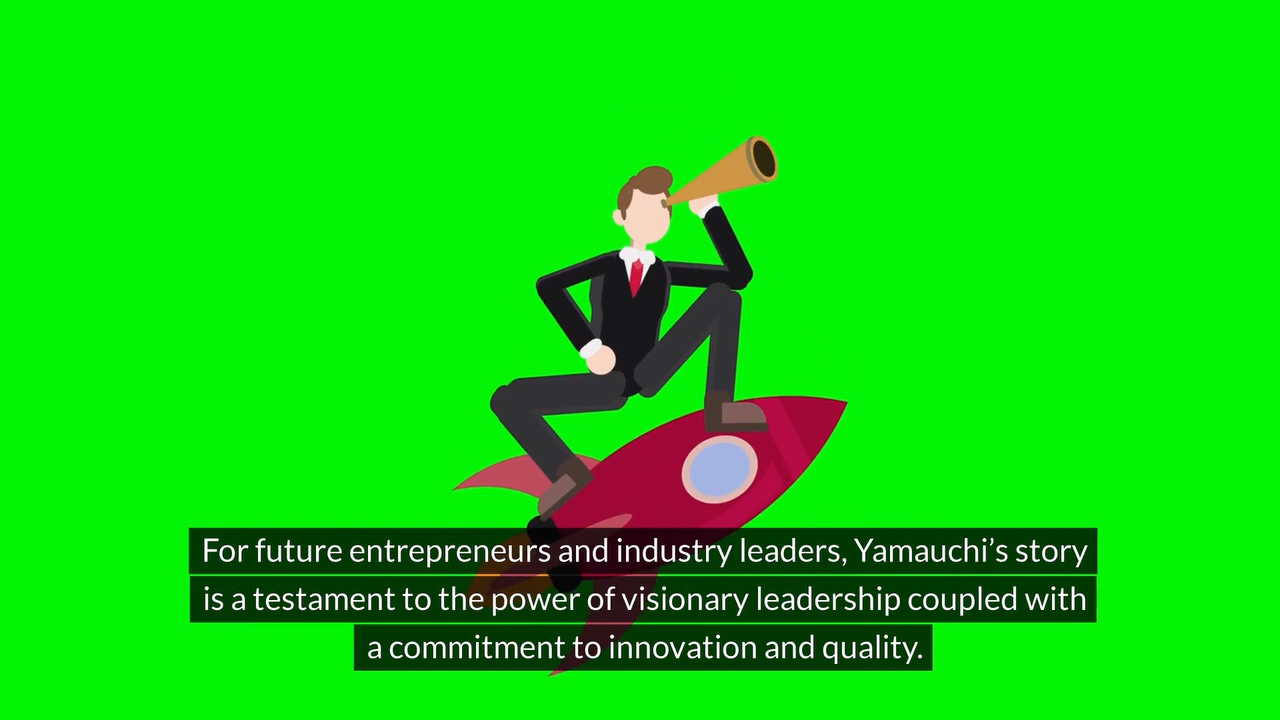 For future entrepreneurs and industry leaders, Yamauchi’s story
is a testament to the power of visionary leadership coupled with
a commitment to innovation and quality.